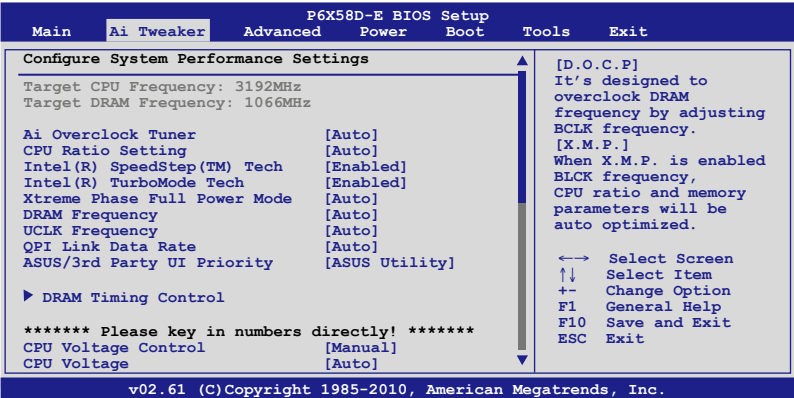 P6X58D-E BIOS Setup
Main Ai Tweaker Advanced Power Boot Tools Exit
Configure System Performance Settings
Target CPU Frequency: 3192MHz
Target DRAM Frequency: 1066MHz
Ai Overclock Tuner [Auto]
CPU Ratio Setting [Auto]
Intel(R) SpeedStep(TM) Tech [Enabled]
Intel(R) TurboMode Tech [Enabled]
Xtreme Phase Full Power Mode [Auto]
DRAM Frequency [Auto]
UCLK Frequency [Auto]
QPI Link Data Rate [Auto]
ASUS/3rd Party UI Priority [ASUS Utility]
DRAM Timing Control
******* Please key in numbers directly! *******
CPU Voltage Control [Manual]
CPU Voltage [Auto]
[D.O.C.P]
It's designed to
overclock DRAM
frequency by adjusting
BCLK frequency.
[X.M.P.]
When X.M.P. is enabled
BLCK frequency,
CPU ratio and memory
parameters will be
auto optimized.
←→ Select Screen
↑↓ Select Item
+- Change Option
F1 General Help
F10 Save and Exit
ESC Exit
v02.61 (C)Copyright 1985-2010, American Megatrends, Inc.